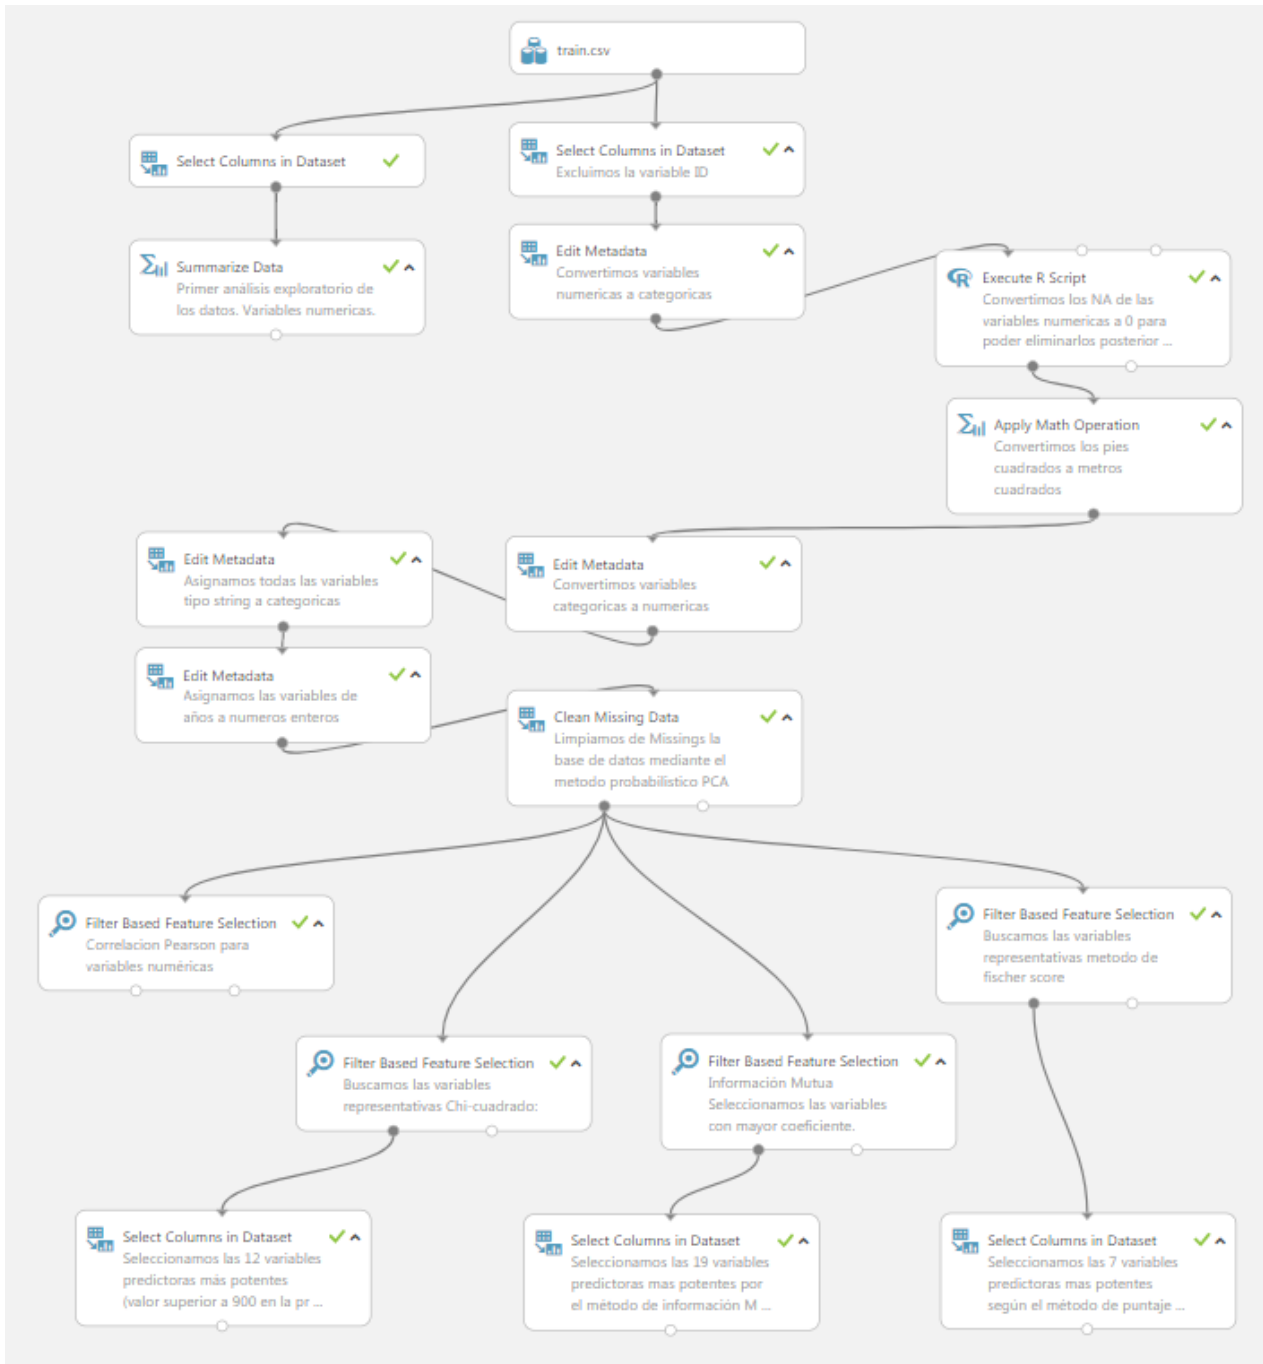 train.csv
Select Columns in Dataset
Select Columns in Dataset
Excluimos la variable ID
Summarize Data
Primer análisis exploratorio de
los datos. Variables numericas.
Edit Metadata
Convertimos variables
numericas a categoricas
Execute R Script
Convertimos los NA de las
variables numericas a 0 para
poder eliminarlos posterior ...
Apply Math Operation
Convertimos los pies
cuadrados a metros
cuadrados
Edit Metadata
Convertimos variables
categoricas a numericas
Edit Metadata
Asignamos todas las variables
tipo string a categoricas
Edit Metadata
Asignamos las variables de
años a numeros enteros
Clean Missing Data
Limpiamos de Missings la
base de datos mediante el
metodo probabilistico PCA
Filter Based Feature Selection
Correlacion Pearson para
variables numéricas
Filter Based Feature Selection
Buscamos las variables
representativas Chi-cuadrado:
Filter Based Feature Selection
Información Mutua
Seleccionamos las variables
con mayor coeficiente.
Filter Based Feature Selection
Buscamos las variables
representativas metodo de
fischer score
Select Columns in Dataset
Seleccionamos las 12 variables
predictoras más potentes
(valor superior a 900 en la pr ...
Select Columns in Dataset
Seleccionamos las 19 variables
predictoras mas potentes por
el método de información M ...
Select Columns in Dataset
Seleccionamos las 7 variables
predictoras mas potentes
según el método de puntaje ...